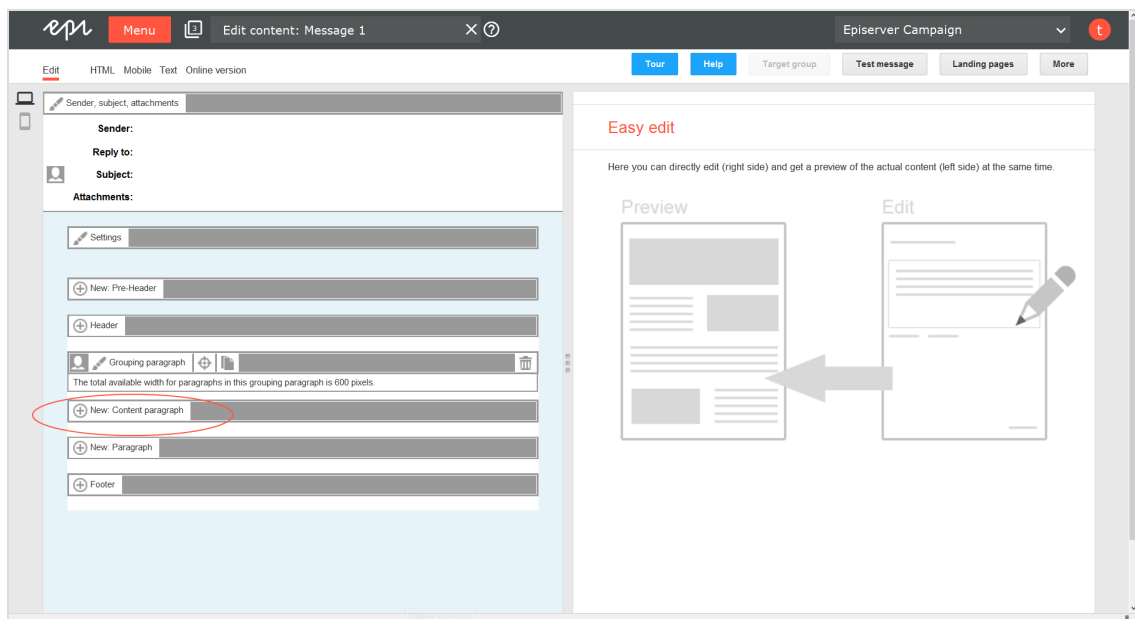 epi Menu 3 Edit content: Message 1 Episerver Campaign t
Edit HTML Mobile Text Online version Tour Help Target group Test message Landing pages More
Sender, subject, attachments
Sender:
Reply to:
Subject:
Attachments:
Settings
New: Pre-Header
Header
Grouping paragraph
The total available width for paragraphs in this grouping paragraph is 600 pixels.
New: Content paragraph
New: Paragraph
Footer
Easy edit
Here you can directly edit (right side) and get a preview of the actual content (left side) at the same time.
Preview Edit